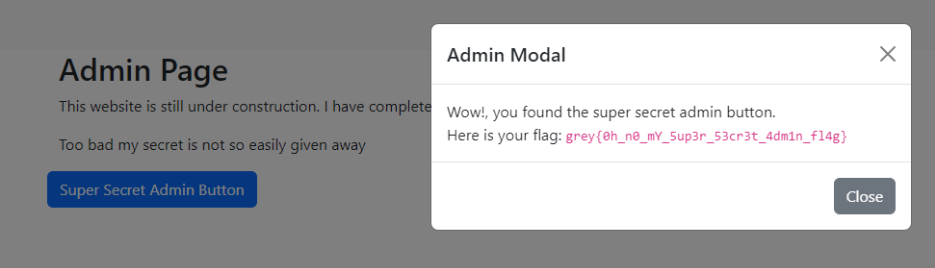 Admin Page
This website is still under construction. I have complete
Too bad my secret is not so easily given away
Super Secret Admin Button
Admin Modal
Wow!, you found the super secret admin button.
Here is your flag: grey{0h_n0_mY_5up3r_53cr3t_4dm1n_fl4g}
Close